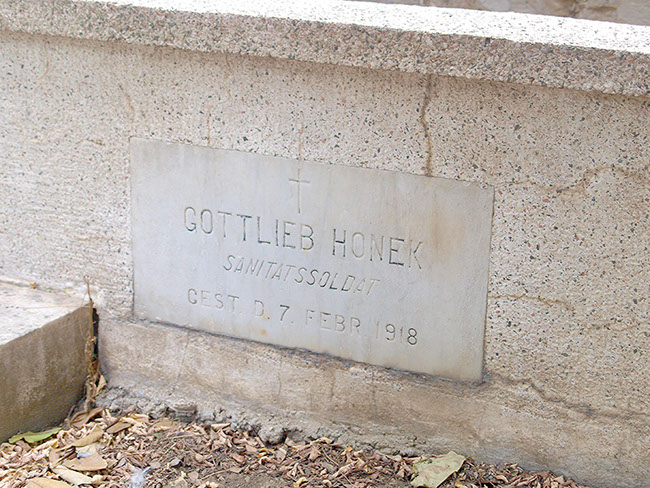 GOTTLIEB HONEK
SANITATSSOLDAT
GEST. D. 7. FEBR. 1918